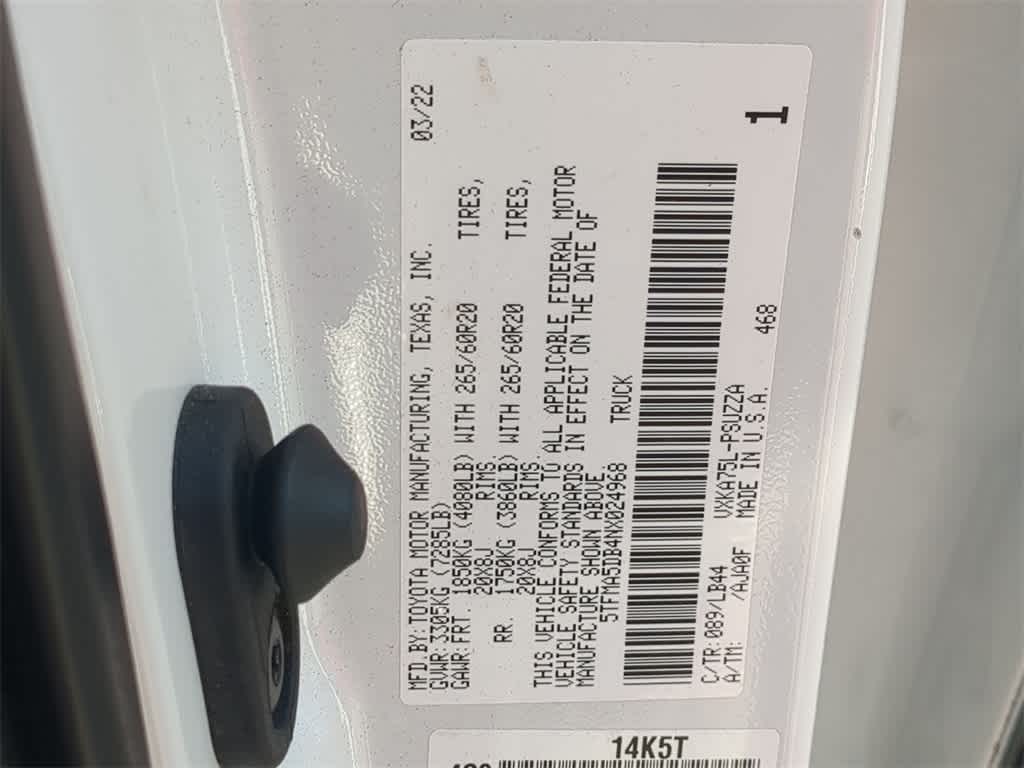 MFD.BY:TOYOTA MOTOR MANUFACTURING, TEXAS, INC. 03/22
GVWR:3305KG (7285LB)
GAWR:FRT. 1850KG (4080LB) WITH 265/60R20 TIRES,
20X8J RIMS
RR. 1750KG (3860LB) WITH 265/60R20 TIRES,
20X8J RIMS
THIS VEHICLE CONFORMS TO ALL APPLICABLE FEDERAL MOTOR
VEHICLE SAFETY STANDARDS IN EFFECT ON THE DATE OF
MANUFACTURE SHOWN ABOVE
5TFMA5DB4NX024968 TRUCK
C/TR:089/LB44 VXKA75L-PSUZZA
A/TM: /AJA0F MADE IN U.S.A.
468
1
14K5T